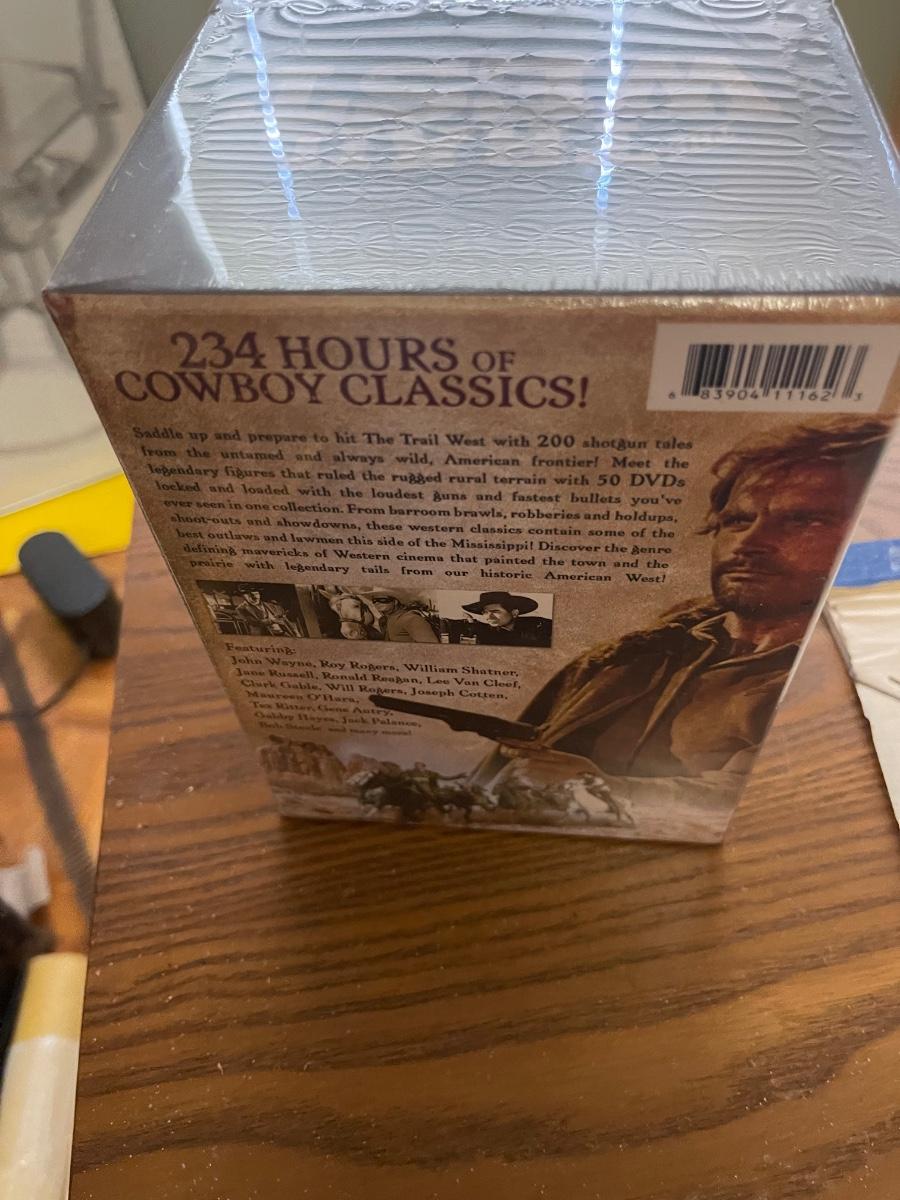 234 HOURS OF
COWBOY CLASSICS!
6 83904 11162 3
Saddle up and prepare to hit The Trail West with 200 shotgun tales
from the untamed and always wild, American frontier! Meet the
legendary figures that ruled the rugged rural terrain with 50 DVDs
locked and loaded with the loudest guns and fastest bullets you've
ever seen in one collection. From barroom brawls, robberies and holdups,
shoot-outs and showdowns, these western classics contain some of the
best outlaws and lawmen this side of the Mississippi! Discover the genre
defining mavericks of Western cinema that painted the town and the
prairie with legendary tails from our historic American West!
Featuring:
John Wayne, Roy Rogers, William Shatner,
Jane Russell, Ronald Reagan, Lee Van Cleef,
Clark Gable, Will Rogers, Joseph Cotten,
Maureen O'Hara,
Tex Ritter, Gene Autry,
Gabby Hayes, Jack Palance,
Bob Steele and many more!